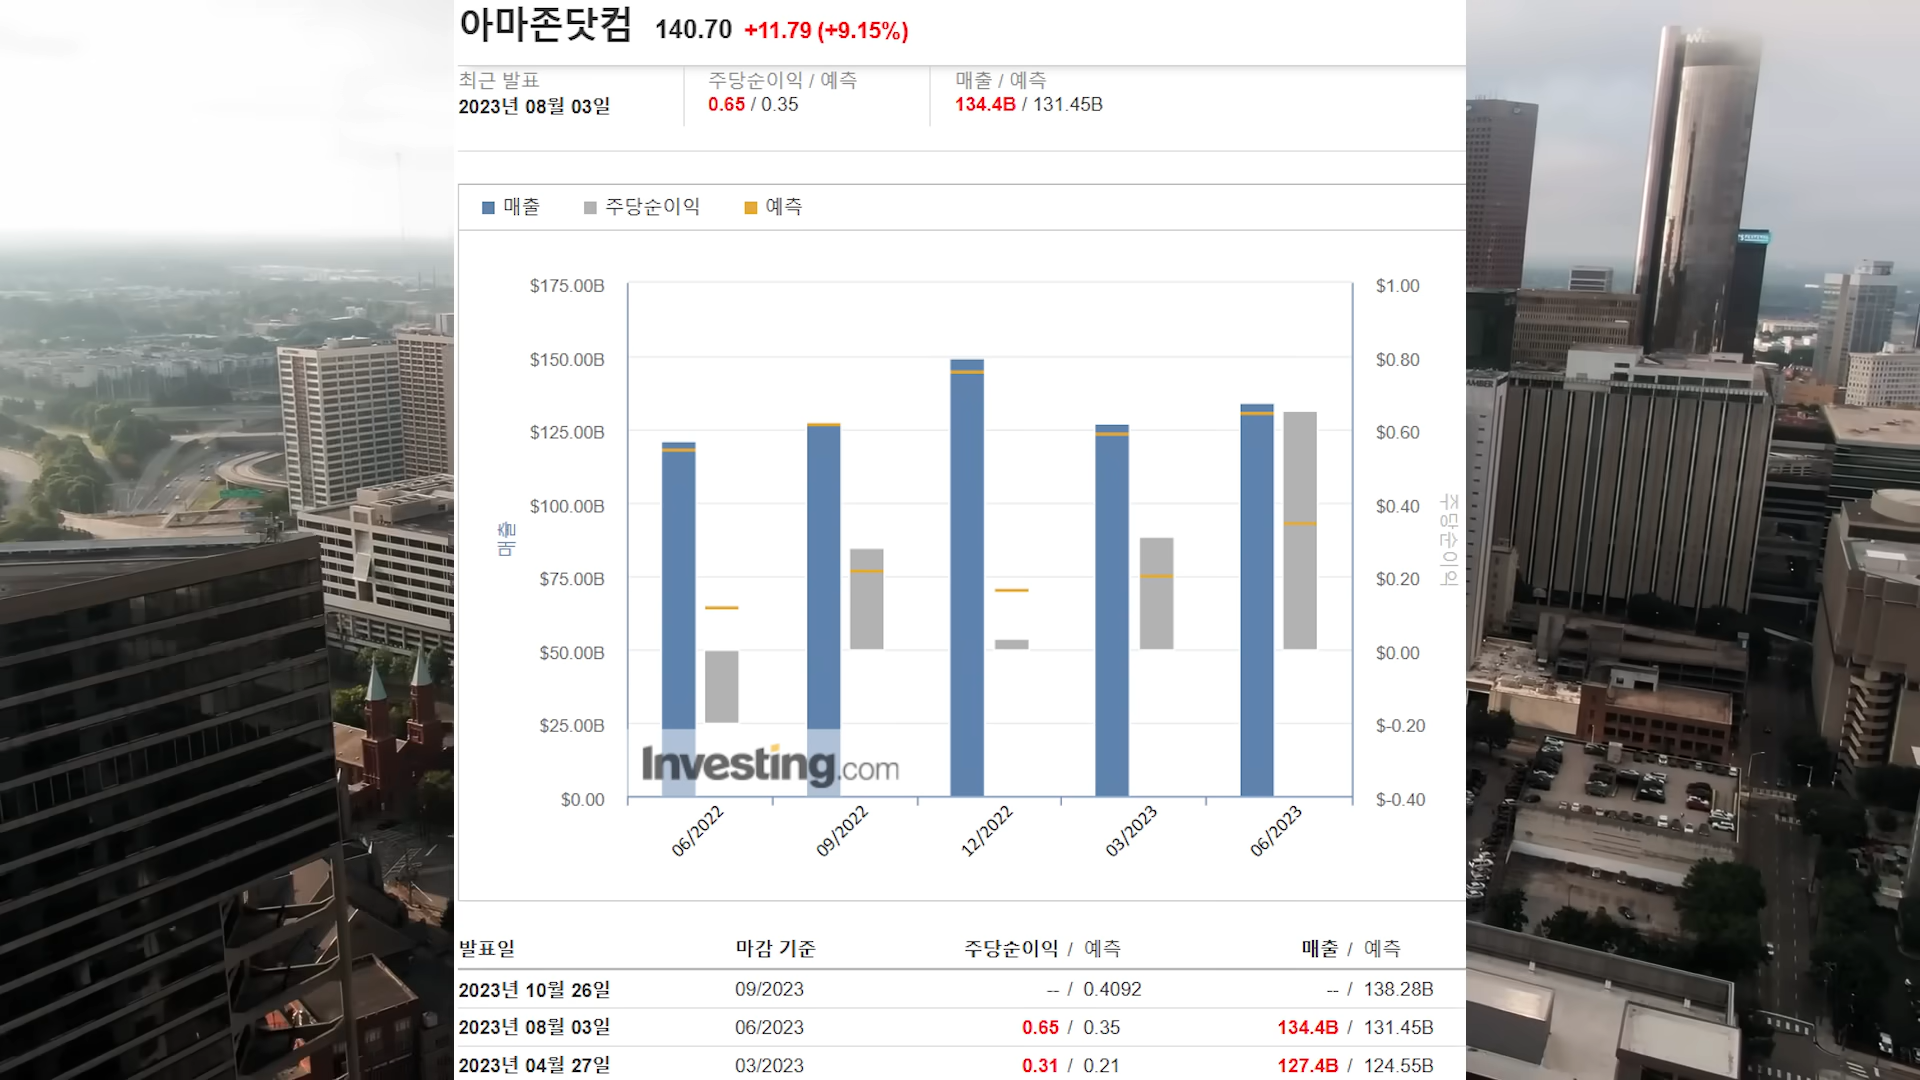 아마존닷컴 140.70 +11.79 (+9.15%)
최근 발표 주당순이익 / 예측 매출 / 예측
2023년 08월 03일 0.65 / 0.35 134.4B / 131.45B
매출 주당순이익 예측
$175.00B $1.00
$150.00B $0.80
$125.00B $0.60
$100.00B $0.40
매출 주당순이익
$75.00B $0.20
$50.00B $0.00
$25.00B $-0.20
Investing.com
$0.00 $-0.40
06/2022 09/2022 12/2022 03/2023 06/2023
발표일 마감 기준 주당순이익 / 예측 매출 / 예측
2023년 10월 26일 09/2023 -- / 0.4092 -- / 138.28B
2023년 08월 03일 06/2023 0.65 / 0.35 134.4B / 131.45B
2023년 04월 27일 03/2023 0.31 / 0.21 127.4B / 124.55B